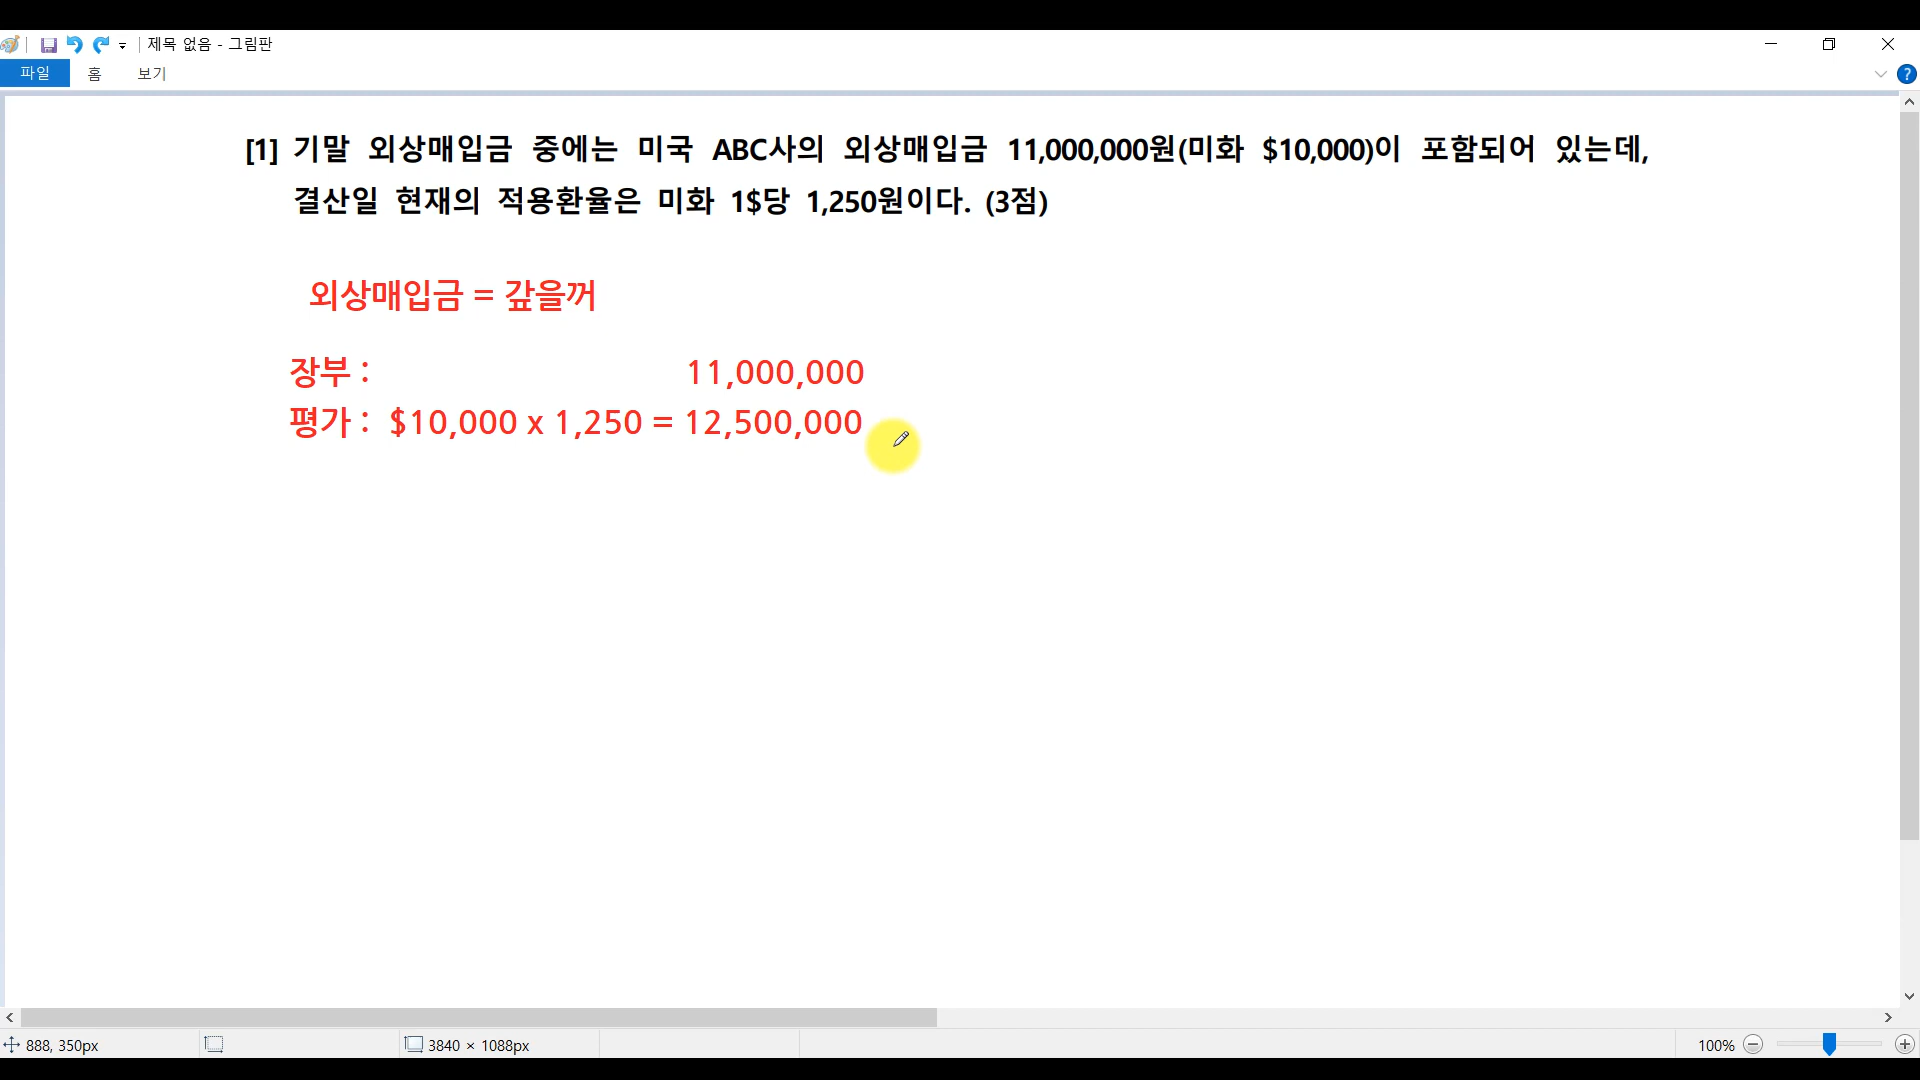 제목 없음 - 그림판
파일 홈 보기
[1] 기말 외상매입금 중에는 미국 ABC사의 외상매입금 11,000,000원(미화 $10,000)이 포함되어 있는데,
결산일 현재의 적용환율은 미화 1$당 1,250원이다. (3점)
외상매입금 = 갚을꺼
장부 : 11,000,000
평가 : $10,000 x 1,250 = 12,500,000
888, 350px 3840 × 1088px 100%